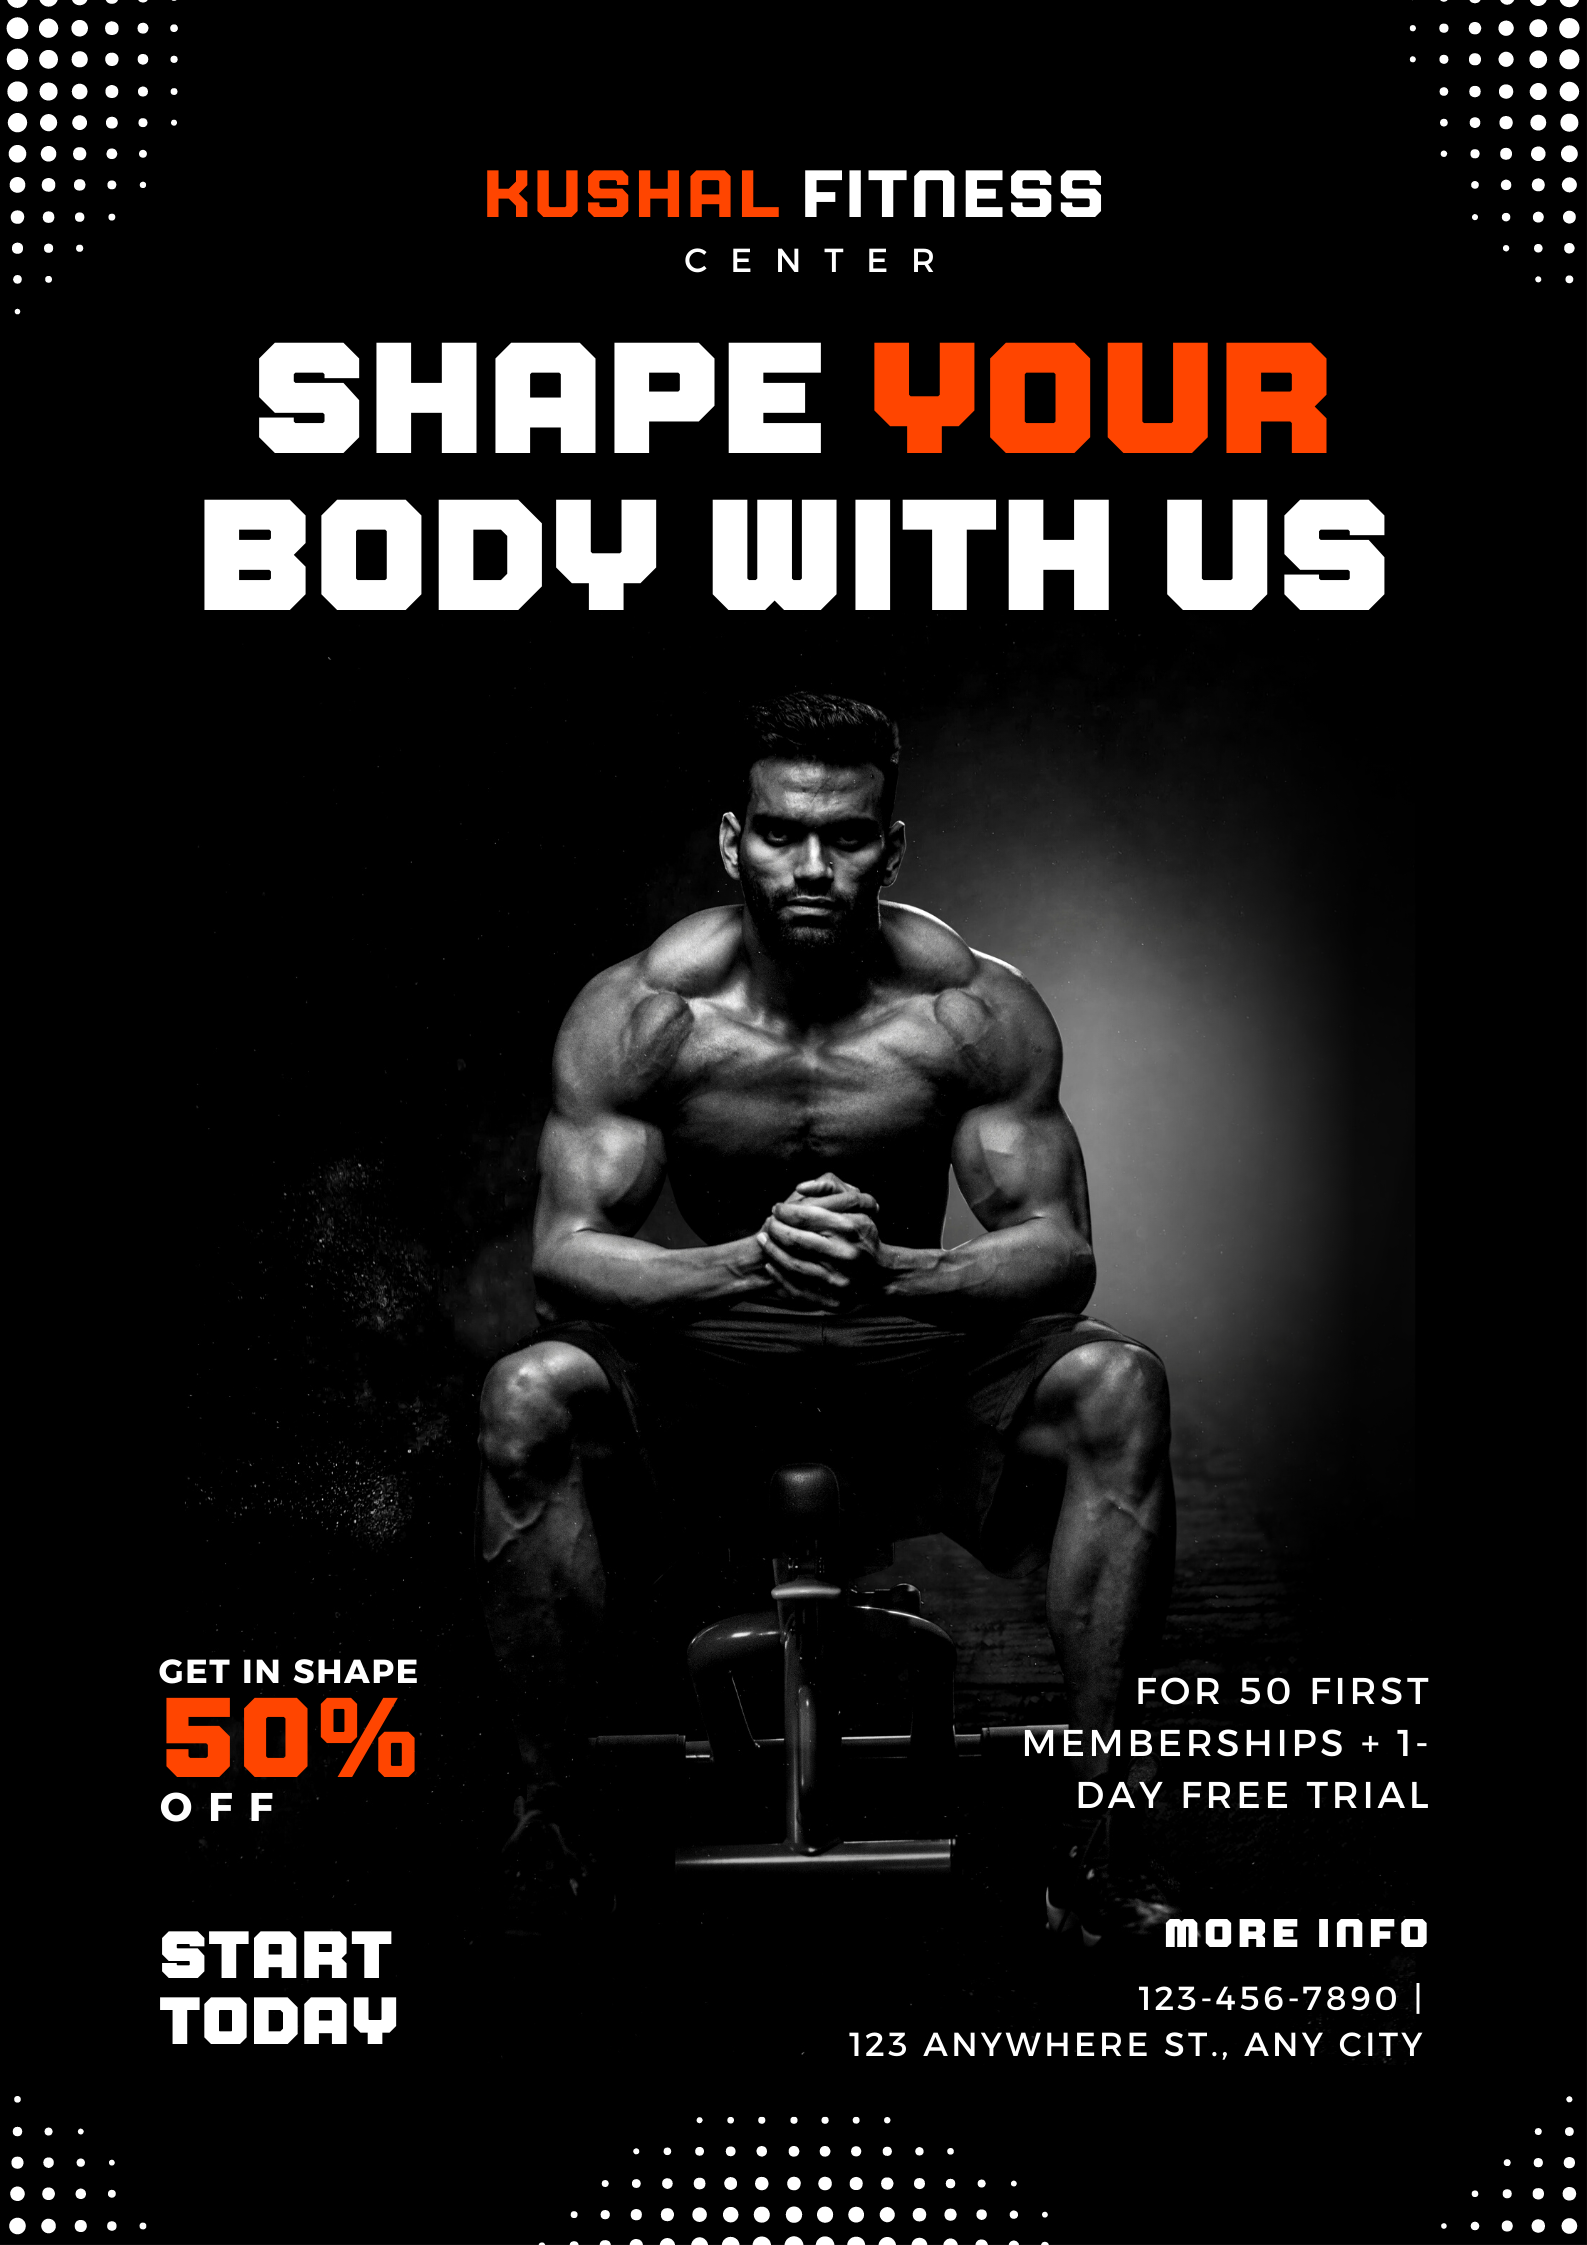 KUSHAL FITNESS
CENTER
SHAPE YOUR
BODY WITH US
GET IN SHAPE
50%
OFF
FOR 50 FIRST
MEMBERSHIPS + 1-
DAY FREE TRIAL
START
TODAY
MORE INFO
123-456-7890 |
123 ANYWHERE ST., ANY CITY